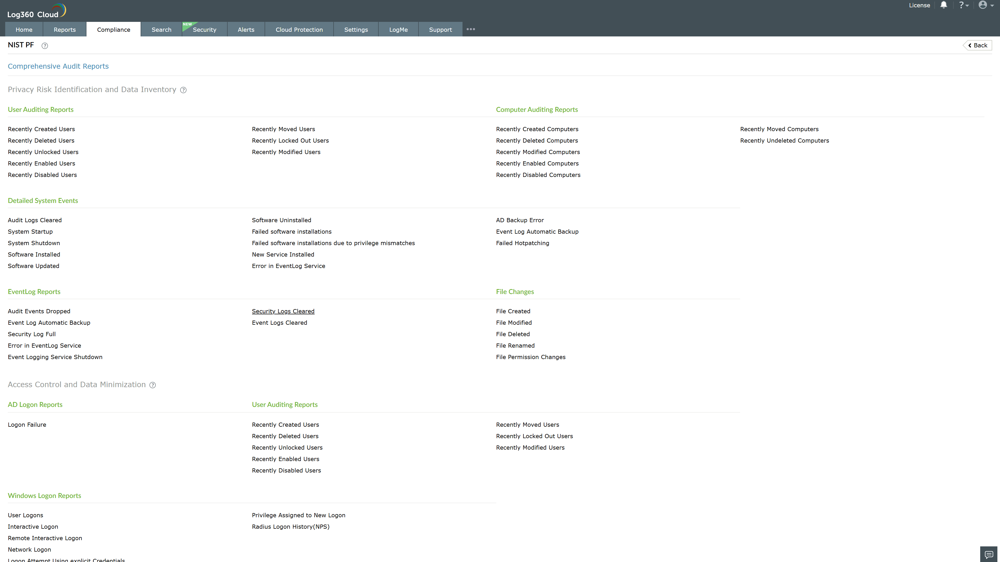 Log360 Cloud
License
Home
Reports
Compliance
Search
NEW
Security
Alerts
Cloud Protection
Settings
LogMe
Support
NIST PF
Back
Comprehensive Audit Reports
Privacy Risk Identification and Data Inventory
User Auditing Reports
Recently Created Users
Recently Deleted Users
Recently Unlocked Users
Recently Enabled Users
Recently Disabled Users
Recently Moved Users
Recently Locked Out Users
Recently Modified Users
Computer Auditing Reports
Recently Created Computers
Recently Deleted Computers
Recently Modified Computers
Recently Enabled Computers
Recently Disabled Computers
Recently Moved Computers
Recently Undeleted Computers
Detailed System Events
Audit Logs Cleared
System Startup
System Shutdown
Software Installed
Software Updated
Software Uninstalled
Failed software installations
Failed software installations due to privilege mismatches
New Service Installed
Error in EventLog Service
AD Backup Error
Event Log Automatic Backup
Failed Hotpatching
EventLog Reports
Audit Events Dropped
Event Log Automatic Backup
Security Log Full
Error in EventLog Service
Event Logging Service Shutdown
Security Logs Cleared
Event Logs Cleared
File Changes
File Created
File Modified
File Deleted
File Renamed
File Permission Changes
Access Control and Data Minimization
AD Logon Reports
Logon Failure
User Auditing Reports
Recently Created Users
Recently Deleted Users
Recently Unlocked Users
Recently Enabled Users
Recently Disabled Users
Recently Moved Users
Recently Locked Out Users
Recently Modified Users
Windows Logon Reports
User Logons
Interactive Logon
Remote Interactive Logon
Network Logon
Logon Attempt Using explicit Credentials
Privilege Assigned to New Logon
Radius Logon History(NPS)